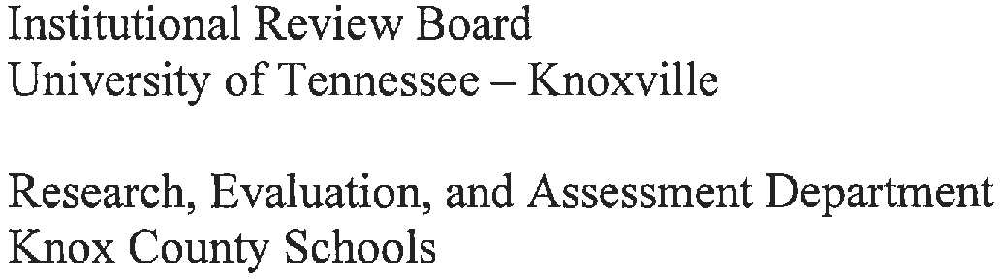 Institutional Review Board
University of Tennessee – Knoxville
Research, Evaluation, and Assessment Department
Knox County Schools